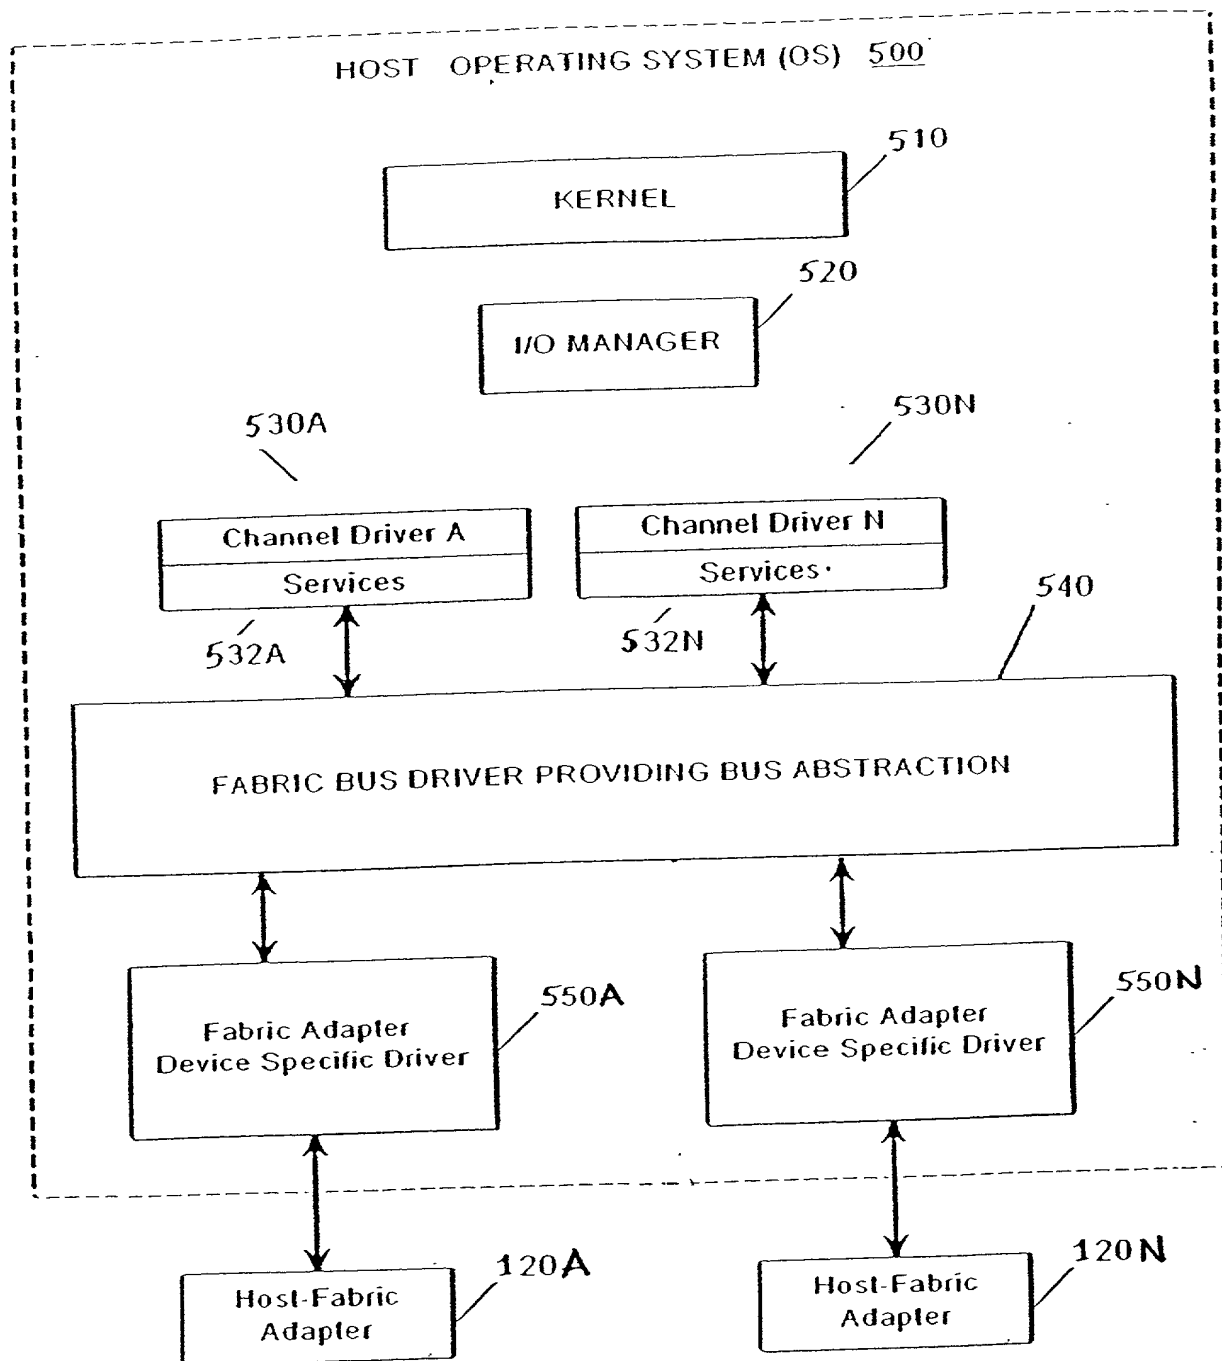 HOST OPERATING SYSTEM (OS) 500
510
KERNEL
520
I/O MANAGER
530A
530N
Channel Driver A
Services
Channel Driver N
Services
532A
532N
540
FABRIC BUS DRIVER PROVIDING BUS ABSTRACTION
550A
Fabric Adapter
Device Specific Driver
550N
Fabric Adapter
Device Specific Driver
120A
Host-Fabric
Adapter
120N
Host-Fabric
Adapter